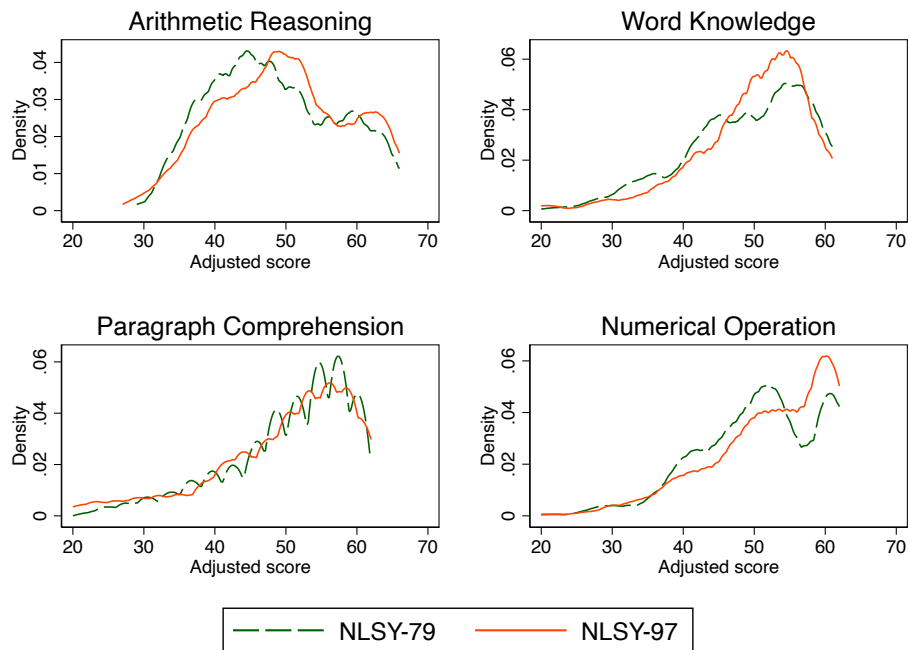 Arithmetic Reasoning
Density
0 .01 .02 .03 .04
20 30 40 50 60 70
Adjusted score
Word Knowledge
Density
0 .02 .04 .06
20 30 40 50 60 70
Adjusted score
Paragraph Comprehension
Density
0 .02 .04 .06
20 30 40 50 60 70
Adjusted score
Numerical Operation
Density
0 .02 .04 .06
20 30 40 50 60 70
Adjusted score
NLSY-79 NLSY-97